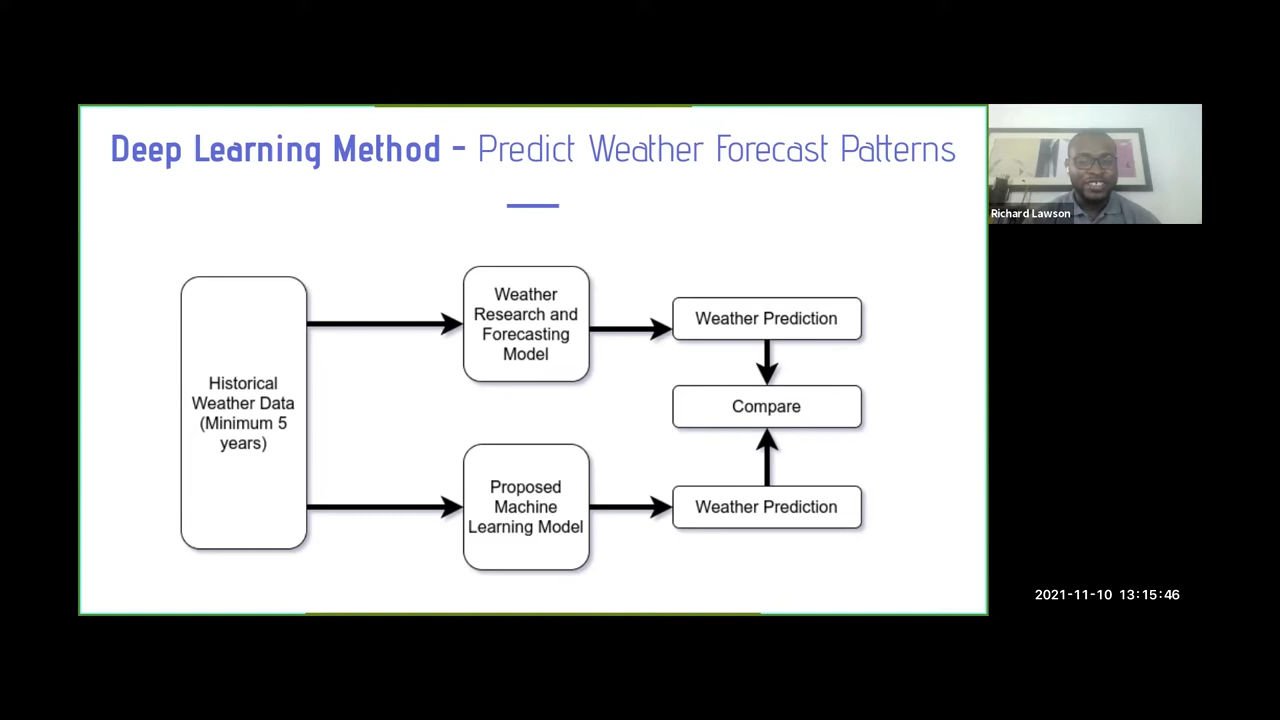 Deep Learning Method - Predict Weather Forecast Patterns
Richard Lawson
Historical
Weather Data
(Minimum 5
years)
Weather
Research and
Forecasting
Model
Weather Prediction
Compare
Proposed
Machine
Learning Model
Weather Prediction
2021-11-10 13:15:46